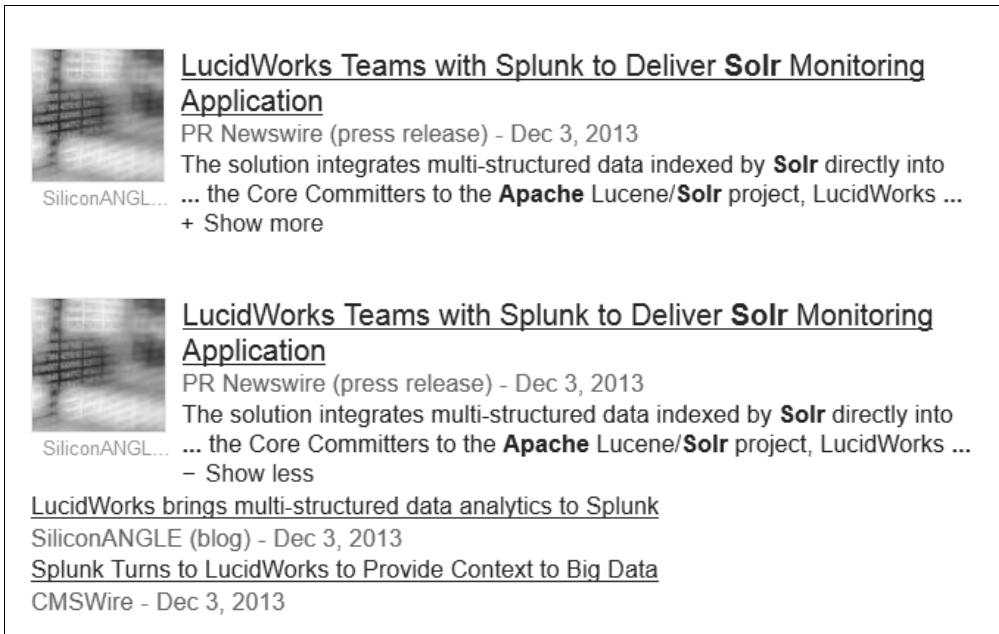 LucidWorks Teams with Splunk to Deliver Solr Monitoring
Application
PR Newswire (press release) - Dec 3, 2013
The solution integrates multi-structured data indexed by Solr directly into
SiliconANGL... ... the Core Committers to the Apache Lucene/Solr project, LucidWorks ...
+ Show more
LucidWorks Teams with Splunk to Deliver Solr Monitoring
Application
PR Newswire (press release) - Dec 3, 2013
The solution integrates multi-structured data indexed by Solr directly into
SiliconANGL... ... the Core Committers to the Apache Lucene/Solr project, LucidWorks ...
− Show less
LucidWorks brings multi-structured data analytics to Splunk
SiliconANGLE (blog) - Dec 3, 2013
Splunk Turns to LucidWorks to Provide Context to Big Data
CMSWire - Dec 3, 2013